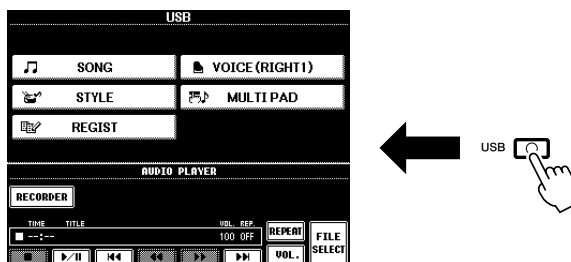 USB
SONG
VOICE(RIGHT1)
STYLE
MULTI PAD
REGIST
USB
AUDIO PLAYER
RECORDER
TIME TITLE VOL. REP.
--:-- 100 OFF
REPEAT
FILE SELECT
VOL.